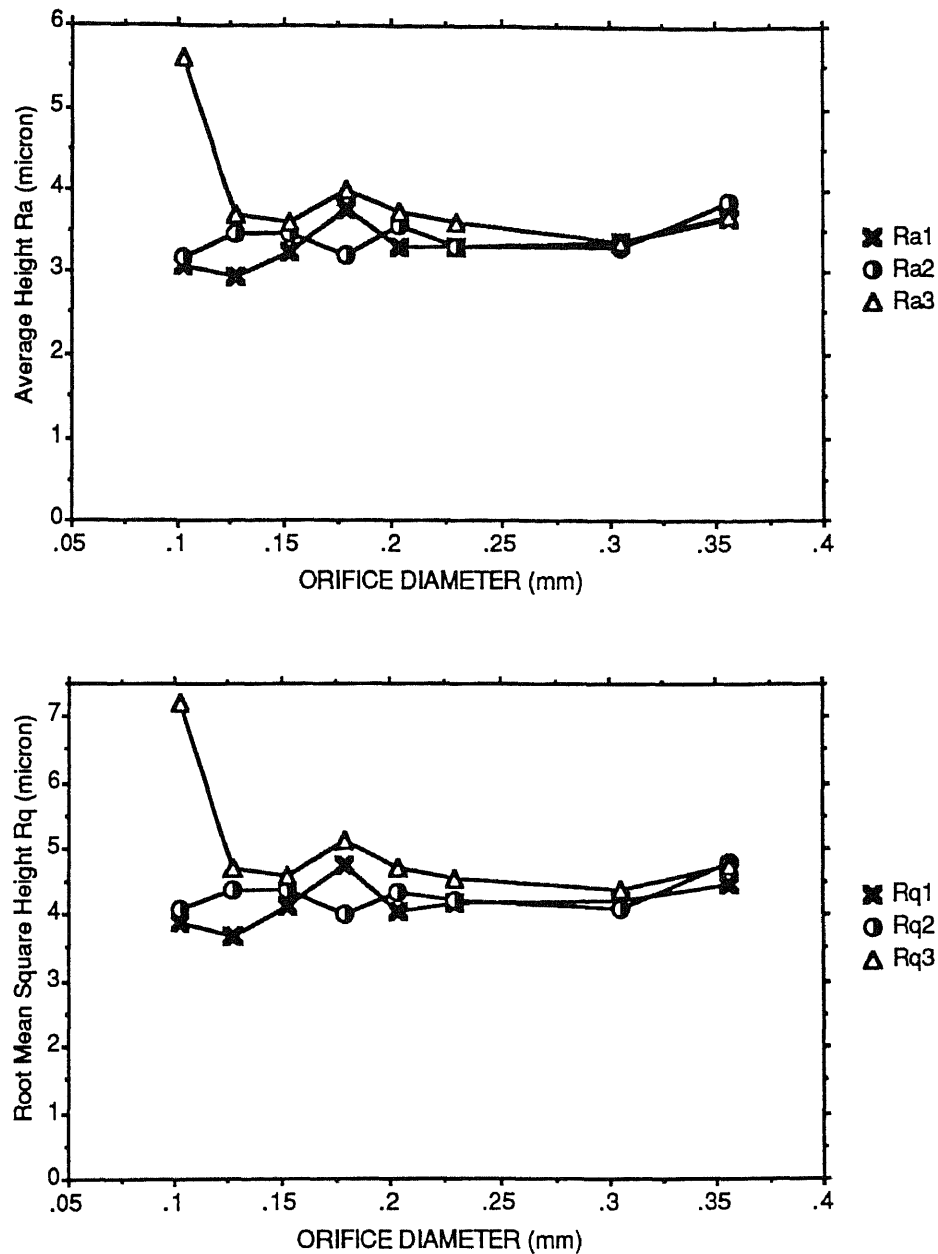 6
5
4
3
2
1
0
Average Height Ra (micron)
.05 .1 .15 .2 .25 .3 .35 .4
ORIFICE DIAMETER (mm)
Ra1
Ra2
Ra3
7
6
5
4
3
2
1
0
Root Mean Square Height Rq (micron)
.05 .1 .15 .2 .25 .3 .35 .4
ORIFICE DIAMETER (mm)
Rq1
Rq2
Rq3